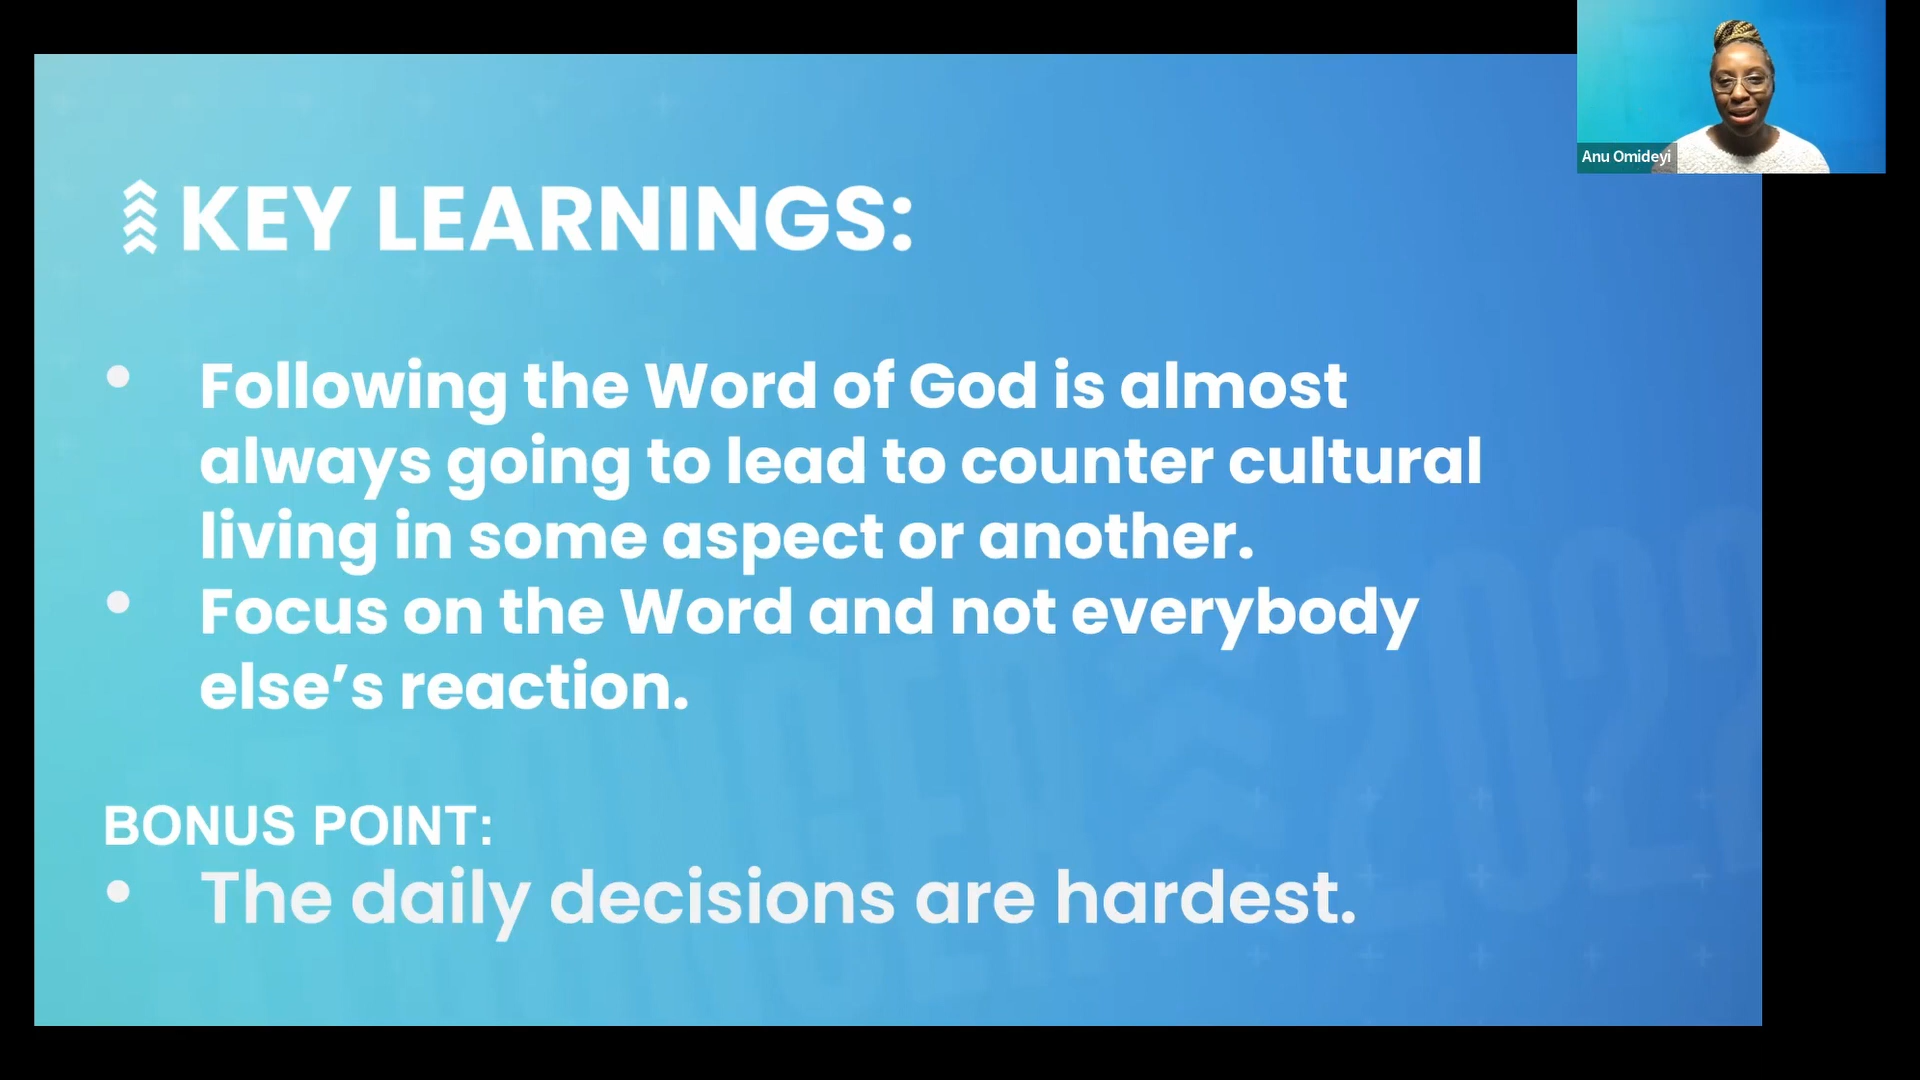 Anu Omideyi
KEY LEARNINGS:
• Following the Word of God is almost
always going to lead to counter cultural
living in some aspect or another.
• Focus on the Word and not everybody
else’s reaction.
BONUS POINT:
• The daily decisions are hardest.
2022